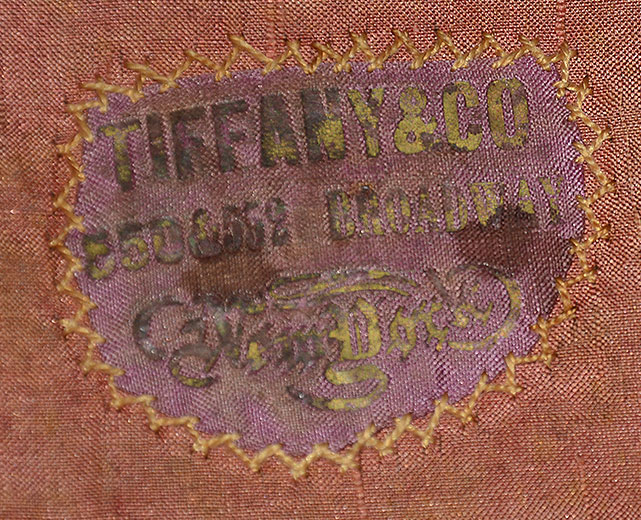 TIFFANY & CO
550 & 552 BROADWAY
New York